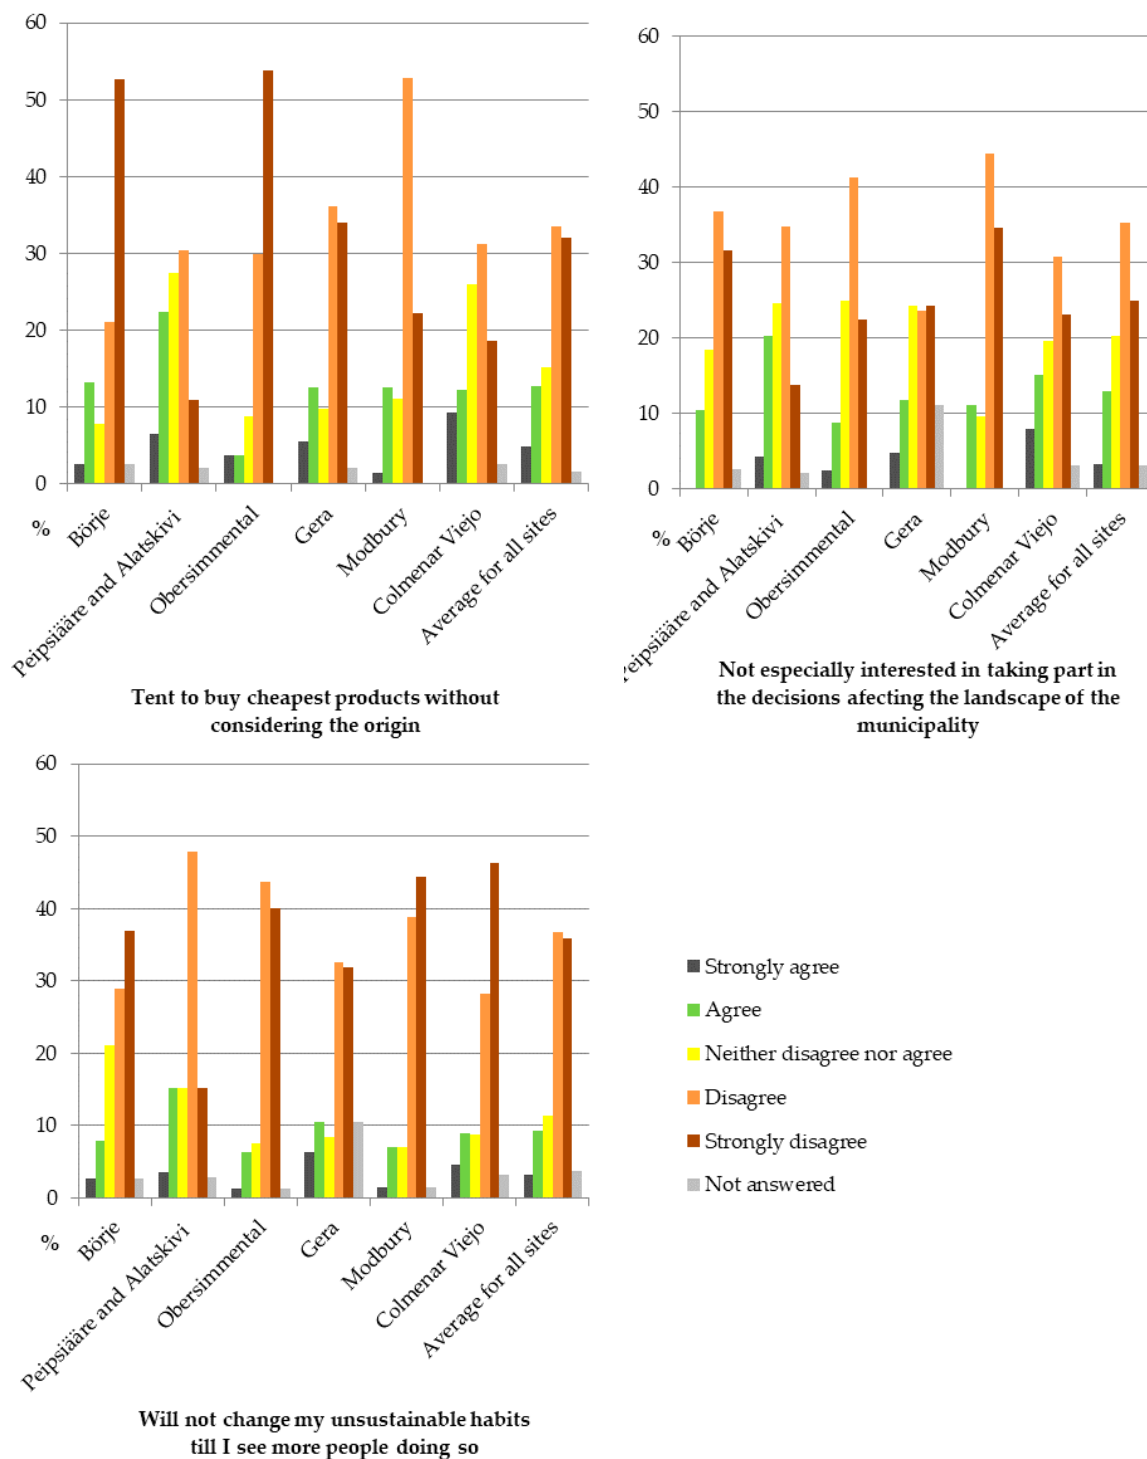 60
50
40
30
20
10
0
%
Börje
Peipsiääre and Alatskivi
Obersimmental
Gera
Modbury
Colmenar Viejo
Average for all sites
Tent to buy cheapest products without
considering the origin
60
50
40
30
20
10
0
%
Börje
Peipsiääre and Alatskivi
Obersimmental
Gera
Modbury
Colmenar Viejo
Average for all sites
Not especially interested in taking part in
the decisions afecting the landscape of the
municipality
60
50
40
30
20
10
0
%
Börje
Peipsiääre and Alatskivi
Obersimmental
Gera
Modbury
Colmenar Viejo
Average for all sites
Will not change my unsustainable habits
till I see more people doing so
Strongly agree
Agree
Neither disagree nor agree
Disagree
Strongly disagree
Not answered